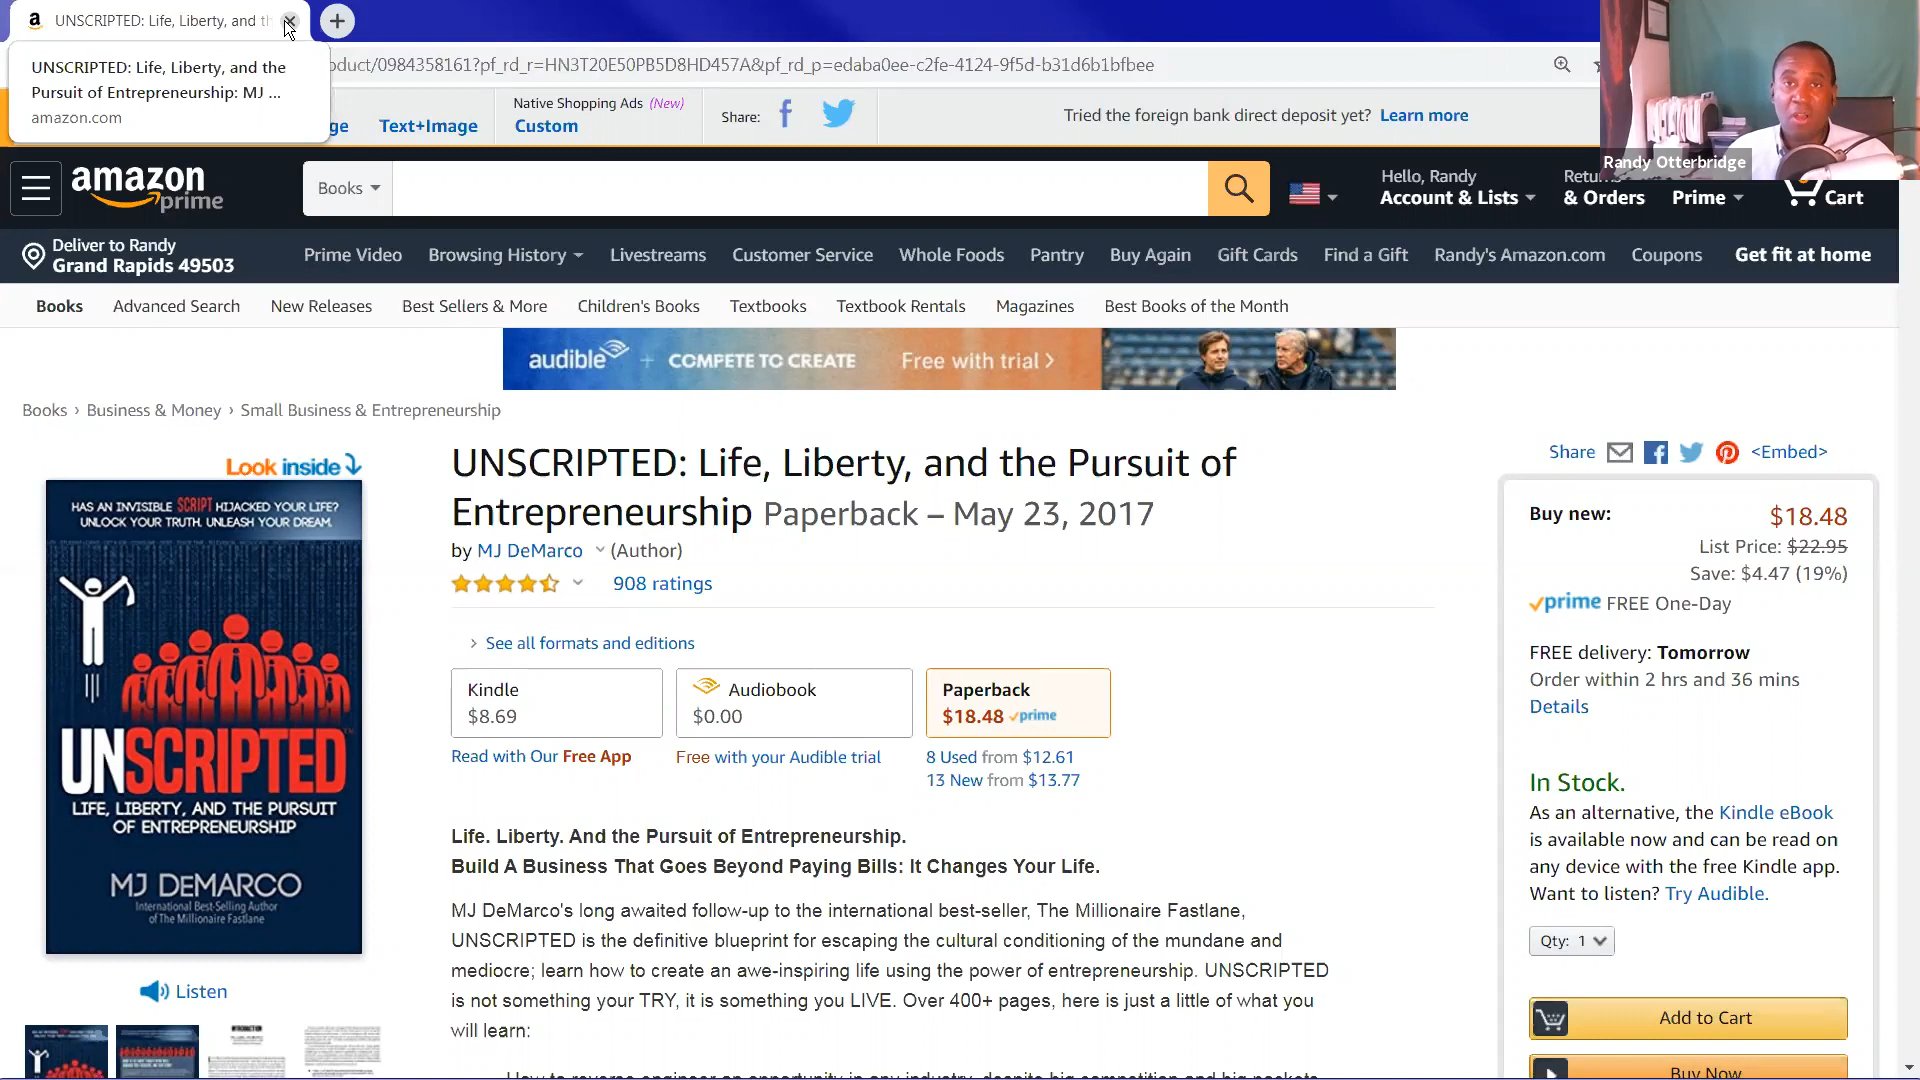 a UNSCRIPTED: Life, Liberty, and th
UNSCRIPTED: Life, Liberty, and the
Pursuit of Entrepreneurship: MJ ...
amazon.com
oduct/0984358161?pf_rd_r=HN3T20E50PB5D8HD457A&pf_rd_p=edaba0ee-c2fe-4124-9f5d-b31d6b1bfbee
ge Text+Image
Native Shopping Ads (New)
Custom
Share:
Tried the foreign bank direct deposit yet? Learn more
Randy Otterbridge
amazon
prime
Books
Hello, Randy
Account & Lists
Retu
& Orders
Prime
Cart
Deliver to Randy
Grand Rapids 49503
Prime Video Browsing History Livestreams Customer Service Whole Foods Pantry Buy Again Gift Cards Find a Gift Randy's Amazon.com Coupons Get fit at home
Books Advanced Search New Releases Best Sellers & More Children's Books Textbooks Textbook Rentals Magazines Best Books of the Month
audible + COMPETE TO CREATE Free with trial >
Books › Business & Money › Small Business & Entrepreneurship
Look inside
HAS AN INVISIBLE SCRIPT HIJACKED YOUR LIFE?
UNLOCK YOUR TRUTH. UNLEASH YOUR DREAM.
UNSCRIPTED
LIFE, LIBERTY, AND THE PURSUIT
OF ENTREPRENEURSHIP
MJ DEMARCO
International Best-Selling Author
of The Millionaire Fastlane
Listen
UNSCRIPTED: Life, Liberty, and the Pursuit of
Entrepreneurship Paperback – May 23, 2017
by MJ DeMarco (Author)
908 ratings
› See all formats and editions
Kindle
$8.69
Audiobook
$0.00
Paperback
$18.48 prime
Read with Our Free App
Free with your Audible trial
8 Used from $12.61
13 New from $13.77
Life. Liberty. And the Pursuit of Entrepreneurship.
Build A Business That Goes Beyond Paying Bills: It Changes Your Life.
MJ DeMarco's long awaited follow-up to the international best-seller, The Millionaire Fastlane,
UNSCRIPTED is the definitive blueprint for escaping the cultural conditioning of the mundane and
mediocre; learn how to create an awe-inspiring life using the power of entrepreneurship. UNSCRIPTED
is not something your TRY, it is something you LIVE. Over 400+ pages, here is just a little of what you
will learn:
How to reverse engineer an opportunity in any industry, despite big competition and big pockets
Share <Embed>
Buy new: $18.48
List Price: $22.95
Save: $4.47 (19%)
prime FREE One-Day
FREE delivery: Tomorrow
Order within 2 hrs and 36 mins
Details
In Stock.
As an alternative, the Kindle eBook
is available now and can be read on
any device with the free Kindle app.
Want to listen? Try Audible.
Qty: 1
Add to Cart
Buy Now